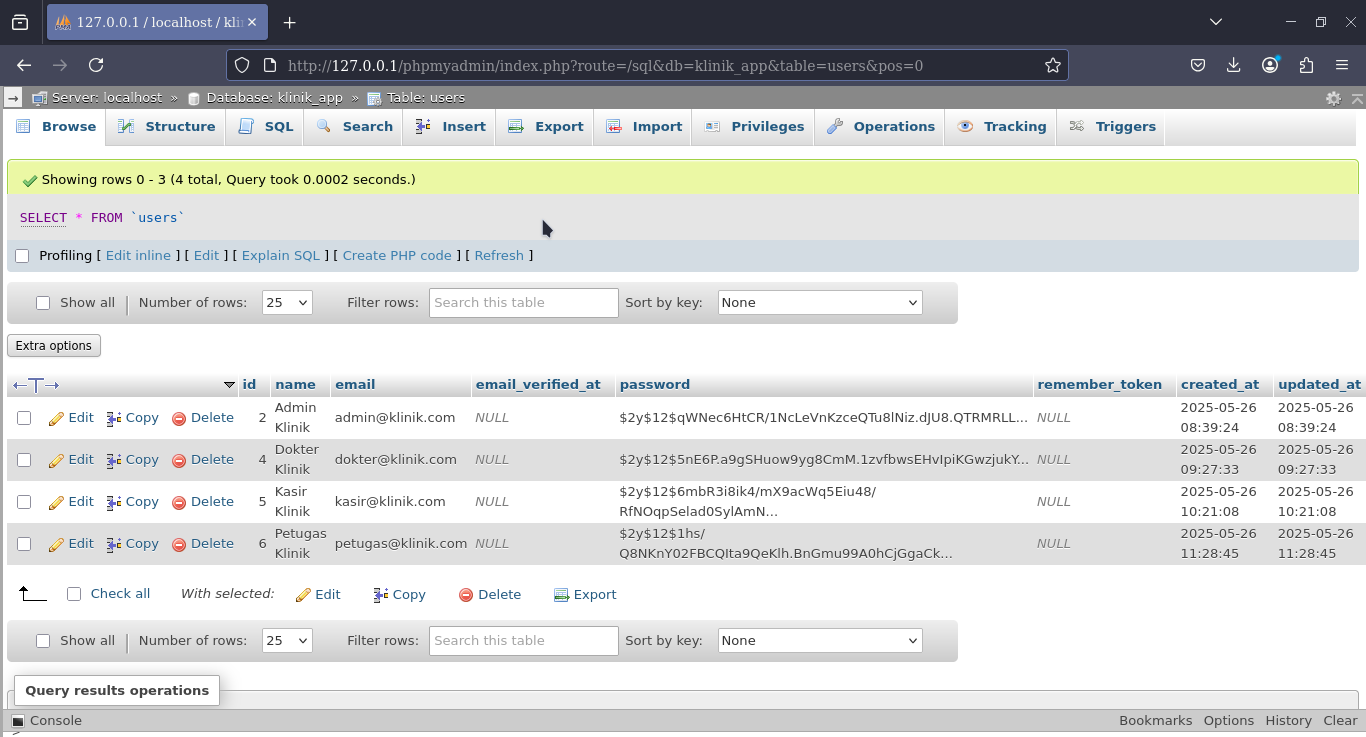 127.0.0.1 / localhost / kli
http://127.0.0.1/phpmyadmin/index.php?route=/sql&db=klinik_app&table=users&pos=0
Server: localhost » Database: klinik_app » Table: users
Browse Structure SQL Search Insert Export Import Privileges Operations Tracking Triggers
Showing rows 0 - 3 (4 total, Query took 0.0002 seconds.)
SELECT * FROM `users`
Profiling [ Edit inline ] [ Edit ] [ Explain SQL ] [ Create PHP code ] [ Refresh ]
Show all Number of rows: 25 Filter rows: Search this table Sort by key: None
Extra options
id name email email_verified_at password remember_token created_at updated_at
Edit Copy Delete 2 Admin Klinik admin@klinik.com NULL $2y$12$qWNec6HtCR/1NcLeVnKzceQTu8lNiz.dJU8.QTRMRLL... NULL 2025-05-26 08:39:24 2025-05-26 08:39:24
Edit Copy Delete 4 Dokter Klinik dokter@klinik.com NULL $2y$12$5nE6P.a9gSHuow9yg8CmM.1zvfbwsEHvIpiKGwzjukY... NULL 2025-05-26 09:27:33 2025-05-26 09:27:33
Edit Copy Delete 5 Kasir Klinik kasir@klinik.com NULL $2y$12$6mbR3i8ik4/mX9acWq5Eiu48/RfNOqpSelad0SylAmN... NULL 2025-05-26 10:21:08 2025-05-26 10:21:08
Edit Copy Delete 6 Petugas Klinik petugas@klinik.com NULL $2y$12$1hs/Q8NKnY02FBCQIta9QeKlh.BnGmu99A0hCjGgaCk... NULL 2025-05-26 11:28:45 2025-05-26 11:28:45
Check all With selected: Edit Copy Delete Export
Show all Number of rows: 25 Filter rows: Search this table Sort by key: None
Query results operations
Console Bookmarks Options History Clear